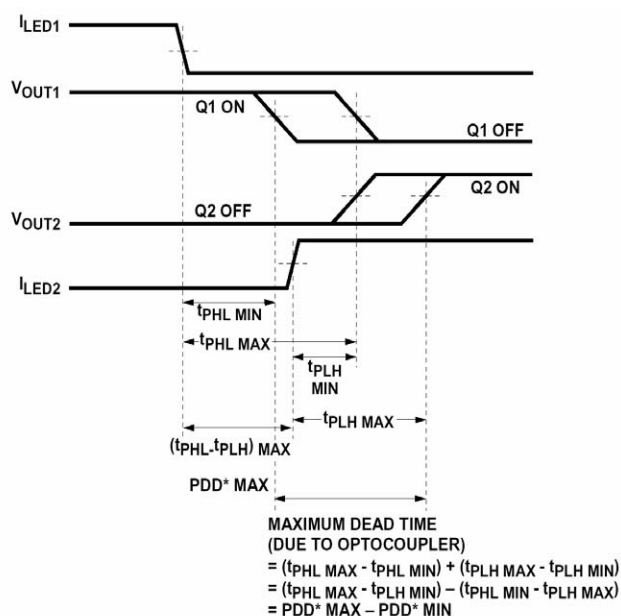 ILED1
VOUT1
Q1 ON
Q1 OFF
Q2 ON
VOUT2
Q2 OFF
ILED2
tPHL MIN
tPHL MAX
tPLH
MIN
tPLH MAX
(tPHL-tPLH) MAX
PDD* MAX
MAXIMUM DEAD TIME
(DUE TO OPTOCOUPLER)
= (tPHL MAX - tPHL MIN) + (tPLH MAX - tPLH MIN)
= (tPHL MAX - tPLH MIN) – (tPHL MIN - tPLH MAX)
= PDD* MAX – PDD* MIN